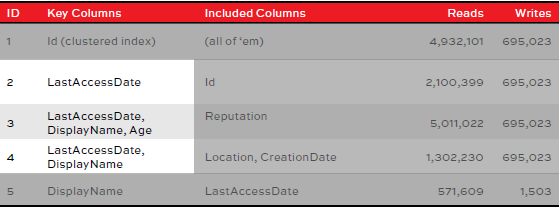 ID Key Columns Included Columns Reads Writes
1 Id (clustered index) (all of ‘em) 4,932,101 695,023
2 LastAccessDate Id 2,100,399 695,023
3 LastAccessDate, DisplayName, Age Reputation 5,011,022 695,023
4 LastAccessDate, DisplayName Location, CreationDate 1,302,230 695,023
5 DisplayName LastAccessDate 571,609 1,503